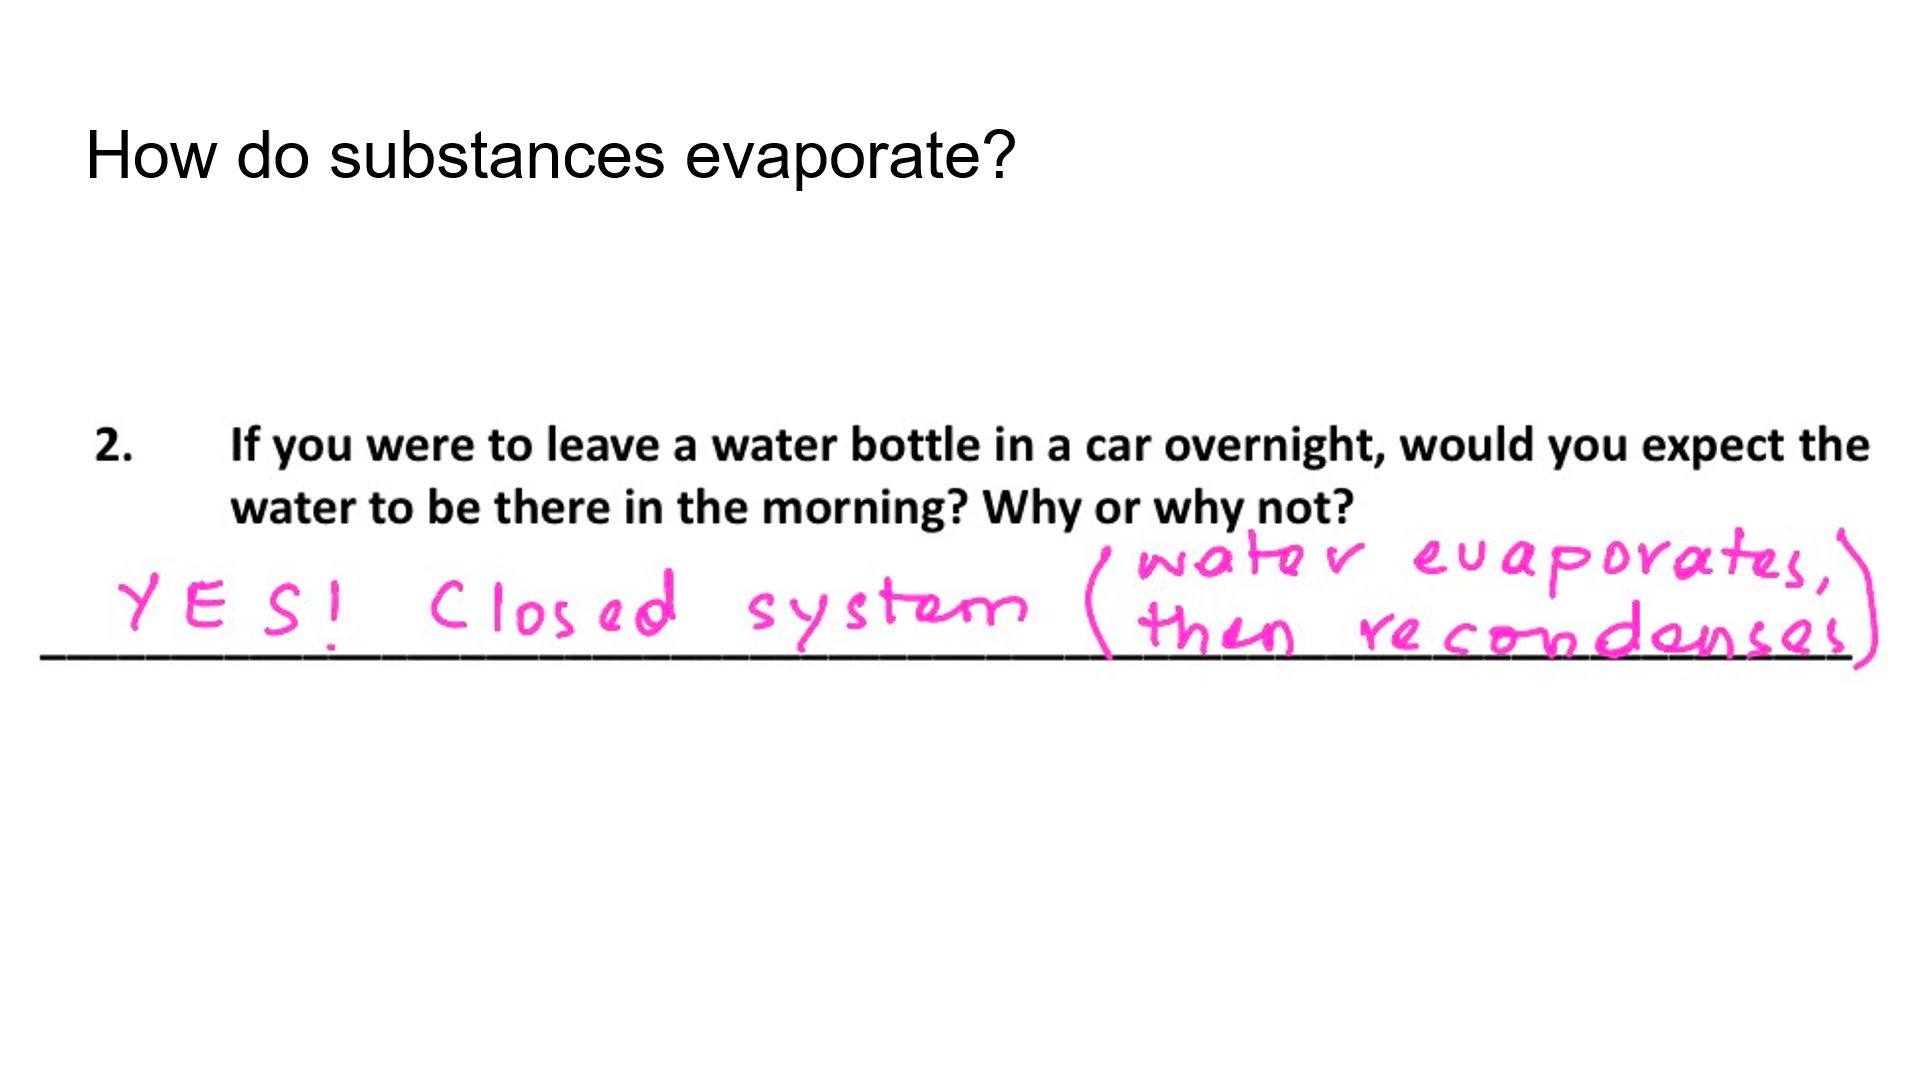 How do substances evaporate?
2. If you were to leave a water bottle in a car overnight, would you expect the
water to be there in the morning? Why or why not?
YES! Closed system (water evaporates,
then recondenses)